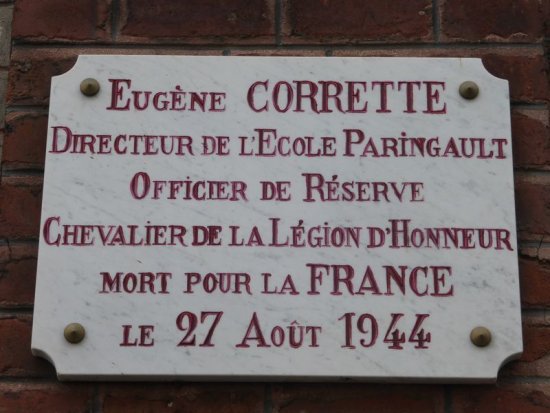 Eugène CORRETTE
Directeur de l'Ecole Paringault
Officier de Réserve
Chevalier de la Légion d'Honneur
mort pour la FRANCE
le 27 Août 1944